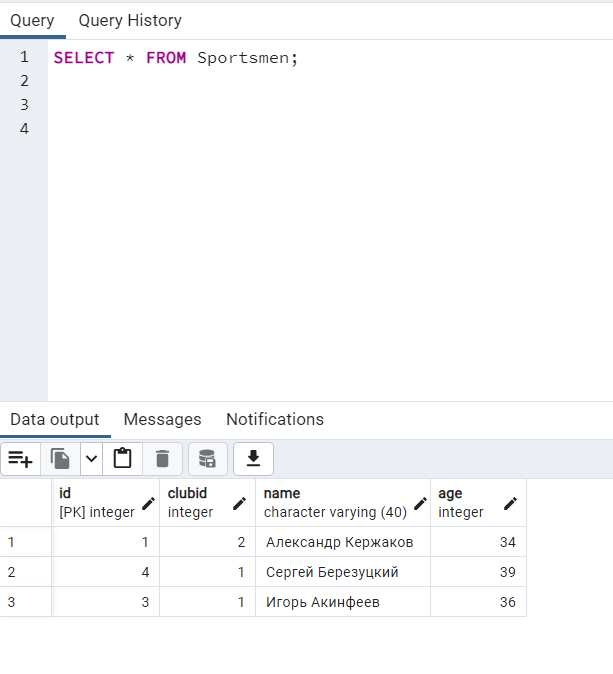 Query Query History
1 SELECT * FROM Sportsmen;
2
3
4
Data output Messages Notifications
id clubid name age
[PK] integer integer character varying (40) integer
1 1 2 Александр Кержаков 34
2 4 1 Сергей Березуцкий 39
3 3 1 Игорь Акинфеев 36